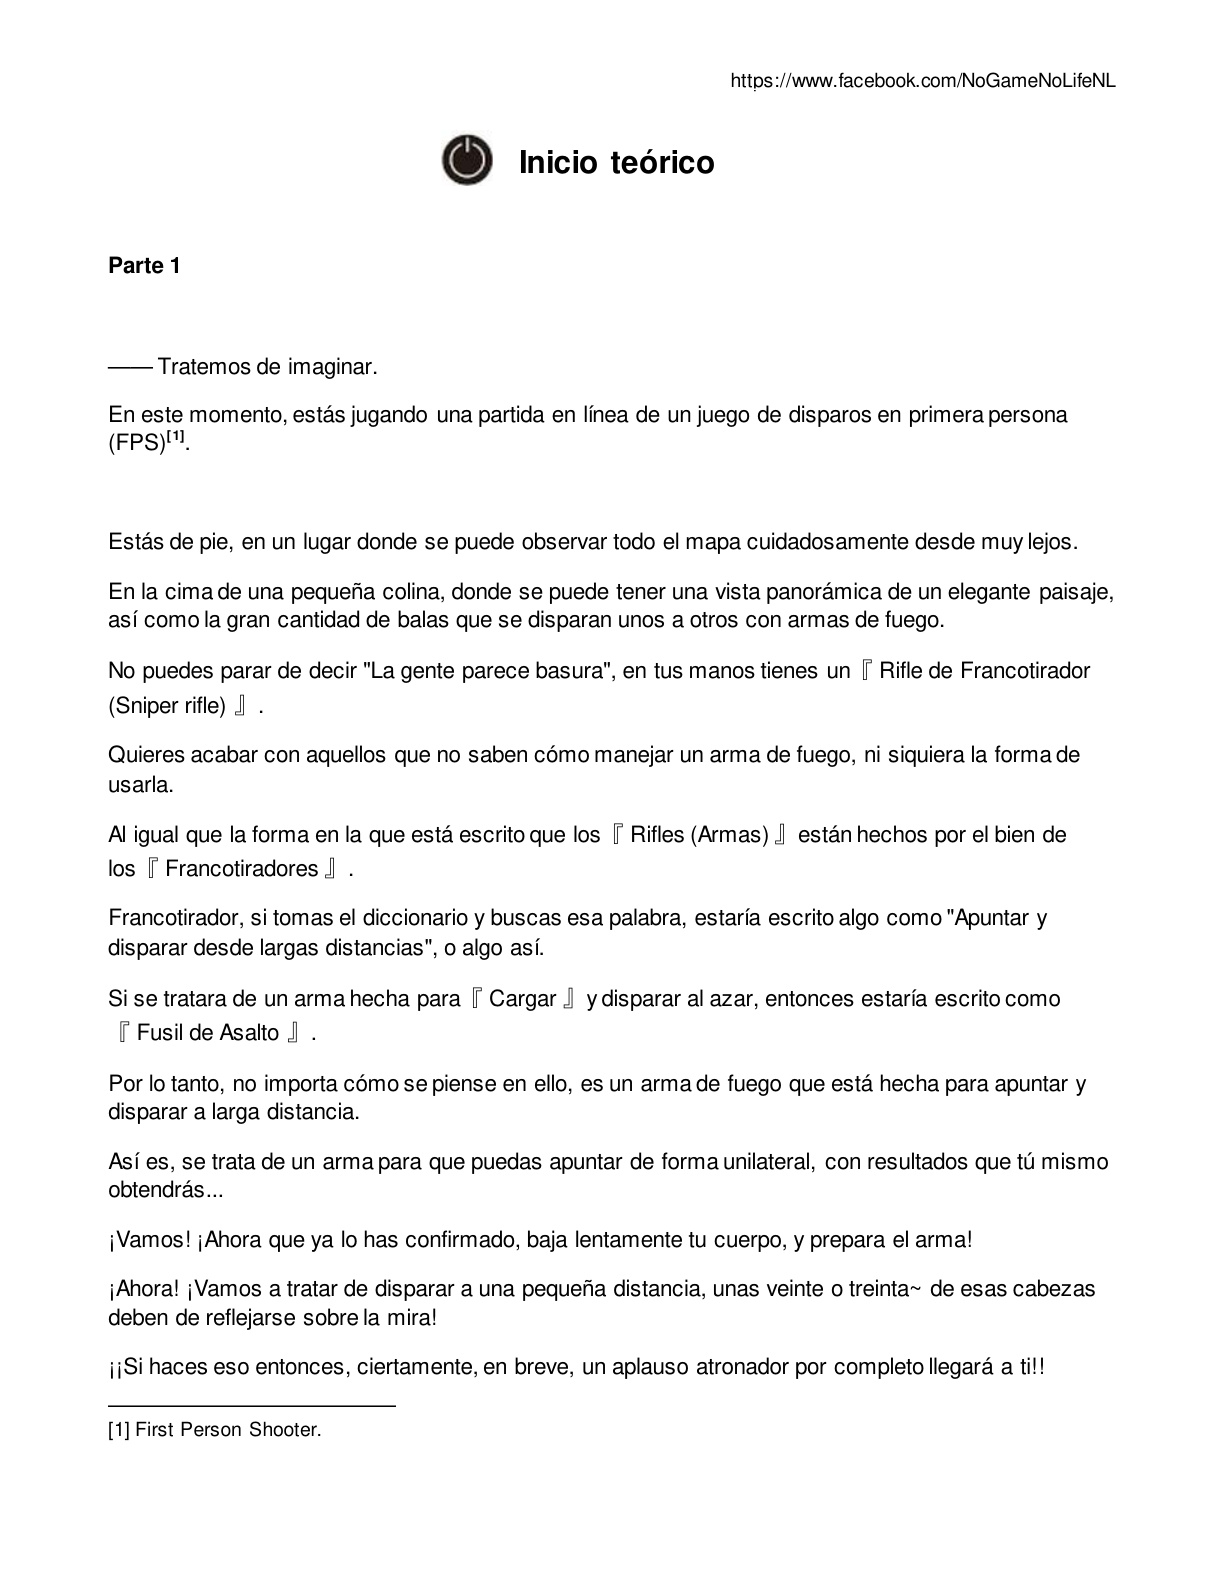 https://www.facebook.com/NoGameNoLifeNL
Inicio teórico
Parte 1
—— Tratemos de imaginar.
En este momento, estás jugando una partida en línea de un juego de disparos en primera persona
(FPS)[1].
Estás de pie, en un lugar donde se puede observar todo el mapa cuidadosamente desde muy lejos.
En la cima de una pequeña colina, donde se puede tener una vista panorámica de un elegante paisaje,
así como la gran cantidad de balas que se disparan unos a otros con armas de fuego.
No puedes parar de decir "La gente parece basura", en tus manos tienes un『 Rifle de Francotirador
(Sniper rifle) 』.
Quieres acabar con aquellos que no saben cómo manejar un arma de fuego, ni siquiera la forma de
usarla.
Al igual que la forma en la que está escrito que los『 Rifles (Armas) 』están hechos por el bien de
los『 Francotiradores 』.
Francotirador, si tomas el diccionario y buscas esa palabra, estaría escrito algo como "Apuntar y
disparar desde largas distancias", o algo así.
Si se tratara de un arma hecha para『 Cargar 』y disparar al azar, entonces estaría escrito como
『 Fusil de Asalto 』.
Por lo tanto, no importa cómo se piense en ello, es un arma de fuego que está hecha para apuntar y
disparar a larga distancia.
Así es, se trata de un arma para que puedas apuntar de forma unilateral, con resultados que tú mismo
obtendrás...
¡Vamos! ¡Ahora que ya lo has confirmado, baja lentamente tu cuerpo, y prepara el arma!
¡Ahora! ¡Vamos a tratar de disparar a una pequeña distancia, unas veinte o treinta~ de esas cabezas
deben de reflejarse sobre la mira!
¡¡Si haces eso entonces, ciertamente, en breve, un aplauso atronador por completo llegará a ti!!
[1] First Person Shooter.